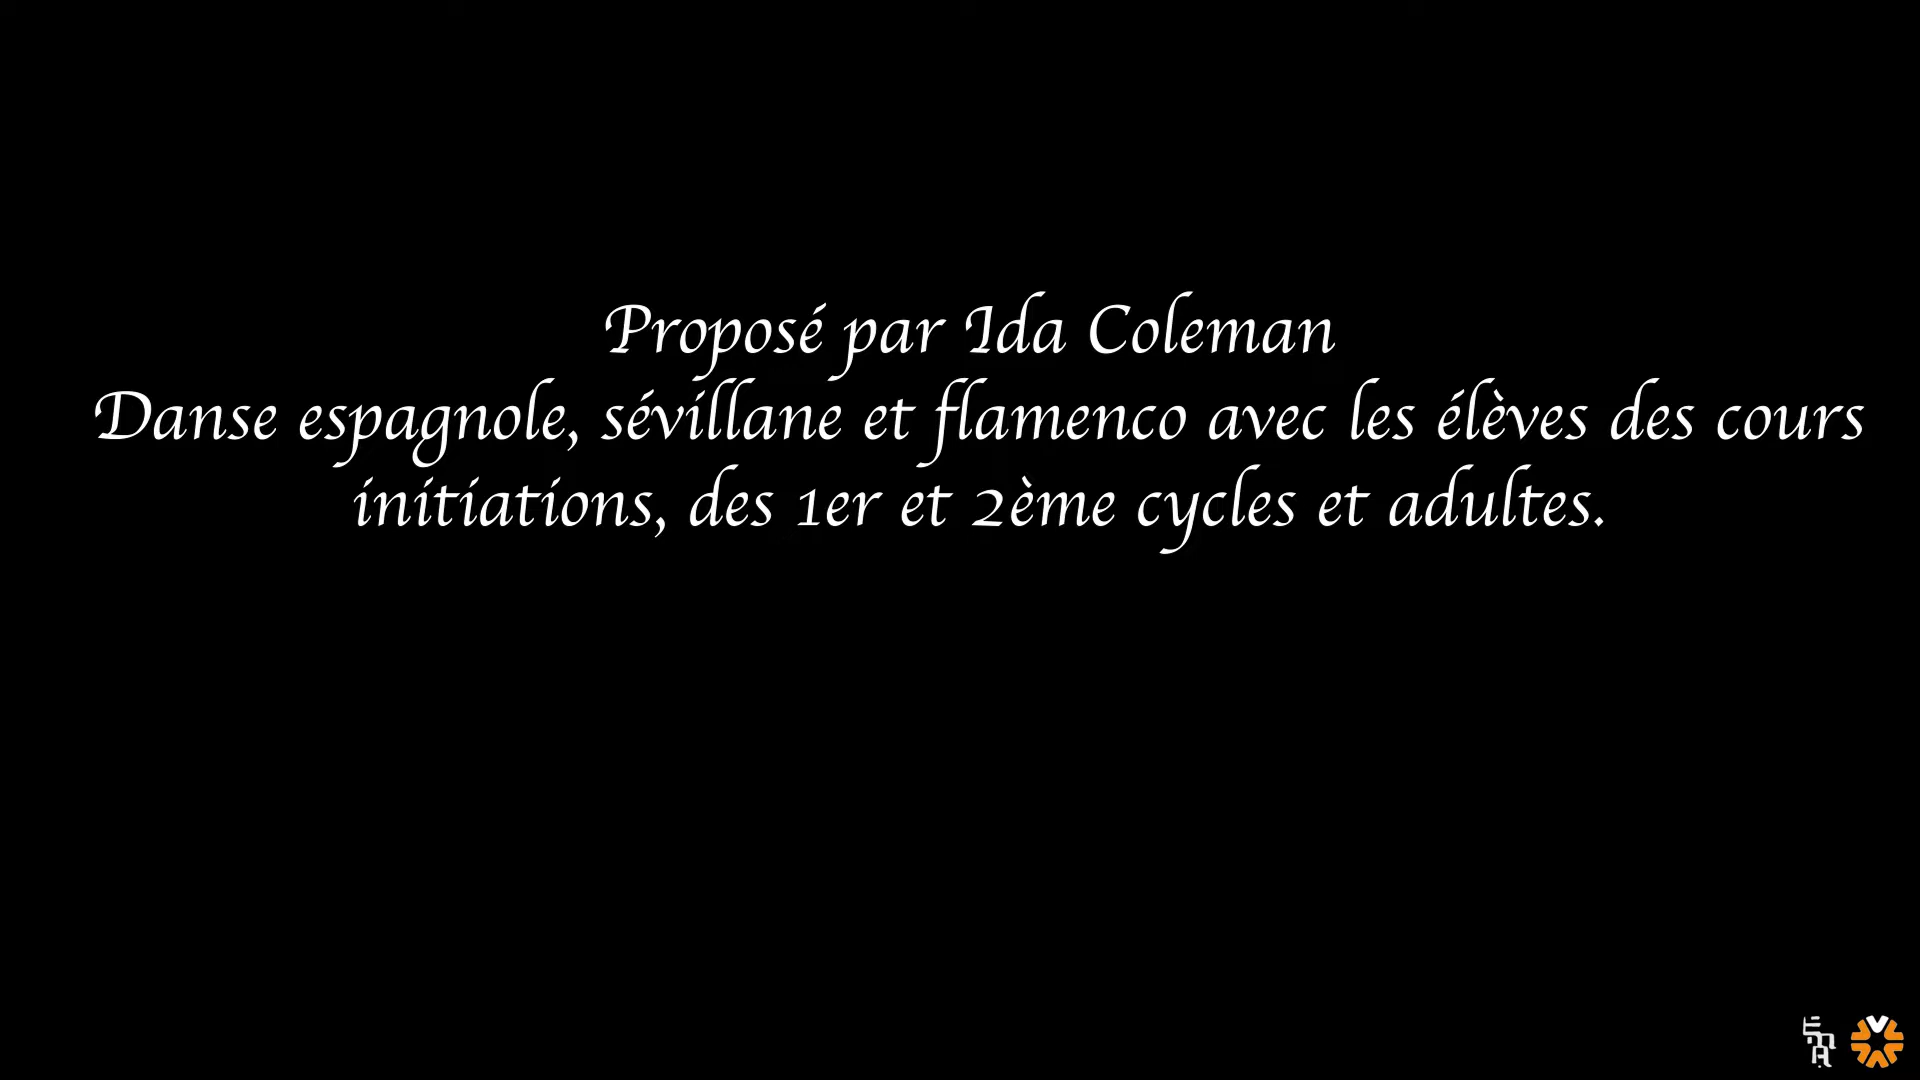 Proposé par Ida Coleman
Danse espagnole, sévillane et flamenco avec les élèves des cours
initiations, des 1er et 2ème cycles et adultes.
EMA